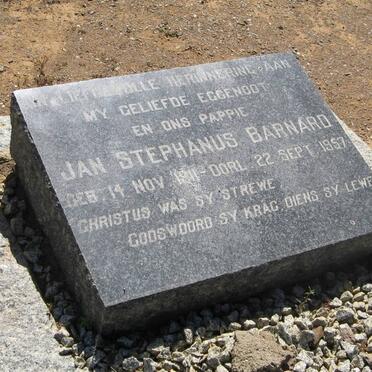 LIEFDEVOLLE HERINNERING AAN
MY GELIEFDE EGGENOOT
EN ONS PAPPIE
JAN STEPHANUS BARNARD
GEB. 14 NOV. OORL. 22 SEPT. 1957
CHRISTUS WAS SY STREWE
GODSWOORD SY KRAG, DIENS SY LEWE